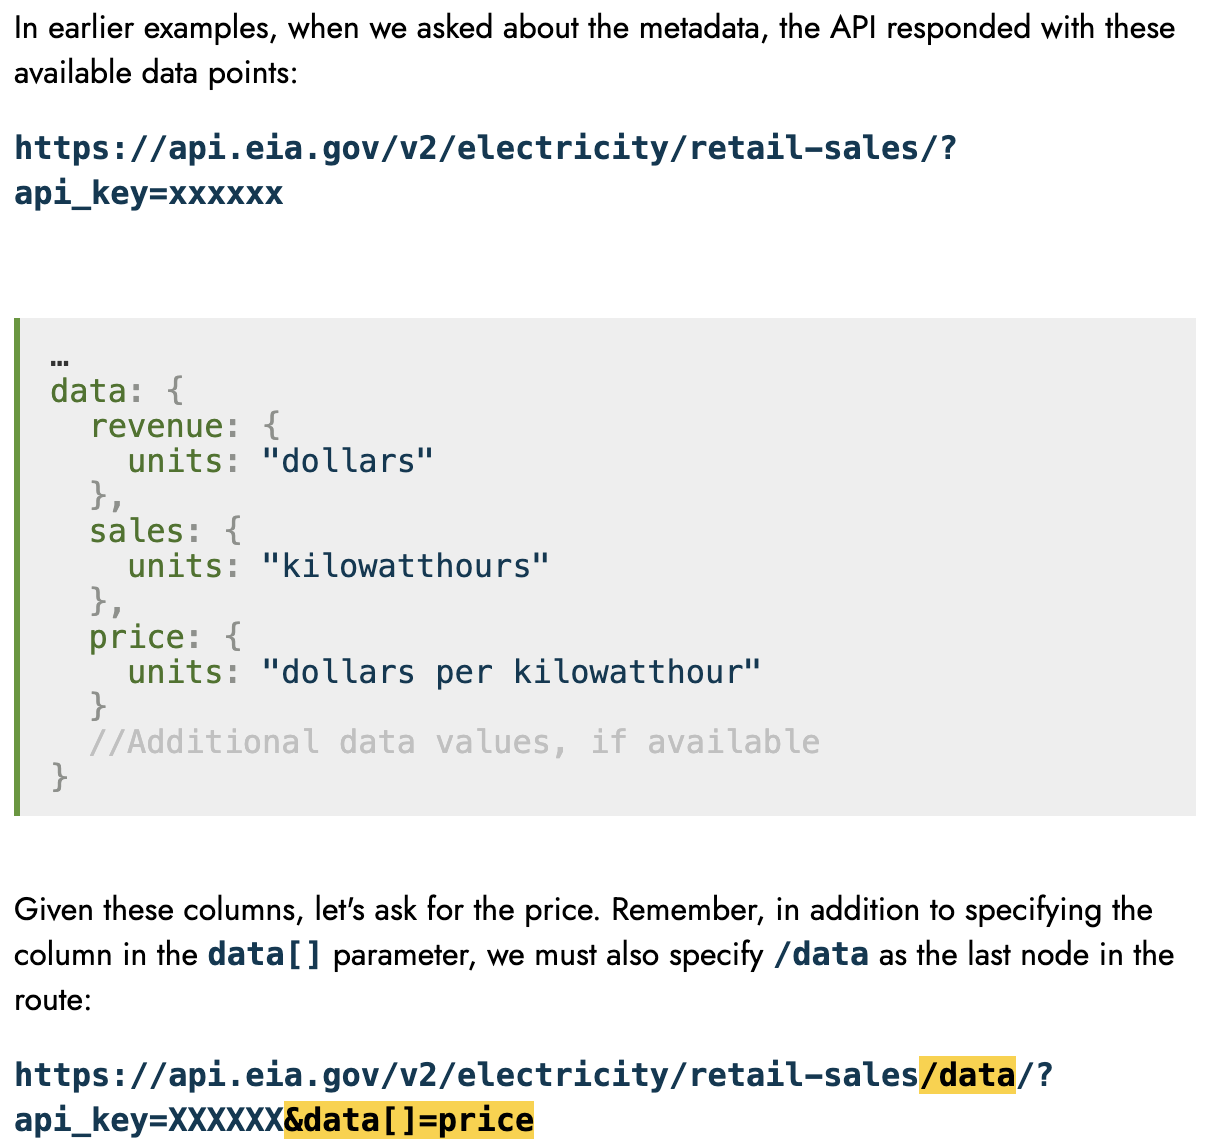 In earlier examples, when we asked about the metadata, the API responded with these
available data points:
https://api.eia.gov/v2/electricity/retail-sales/?
api_key=xxxxxx
…
data: {
  revenue: {
    units: "dollars"
  },
  sales: {
    units: "kilowatthours"
  },
  price: {
    units: "dollars per kilowatthour"
  }
  //Additional data values, if available
}
Given these columns, let's ask for the price. Remember, in addition to specifying the
column in the data[] parameter, we must also specify /data as the last node in the
route:
https://api.eia.gov/v2/electricity/retail-sales/data/?
api_key=XXXXXX&data[]=price